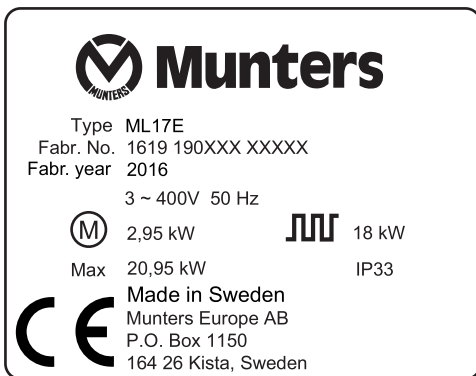 MUNTERS
Munters
Type ML17E
Fabr. No. 1619 190XXX XXXXX
Fabr. year 2016
3 ~ 400V 50 Hz
M 2,95 kW 18 kW
Max 20,95 kW IP33
CE
Made in Sweden
Munters Europe AB
P.O. Box 1150
164 26 Kista, Sweden